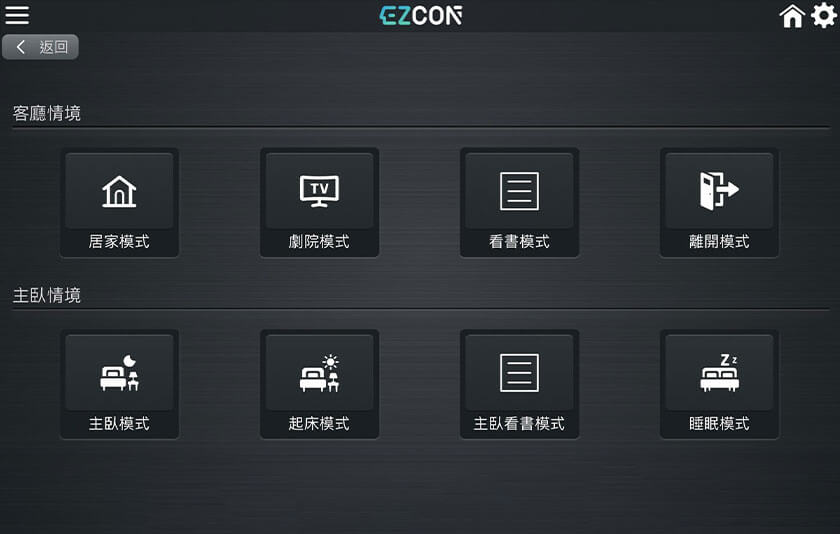 EZCON
返回
客廳情境
TV
居家模式
劇院模式
看書模式
離開模式
主臥情境
Zz
主臥模式
起床模式
主臥看書模式
睡眠模式